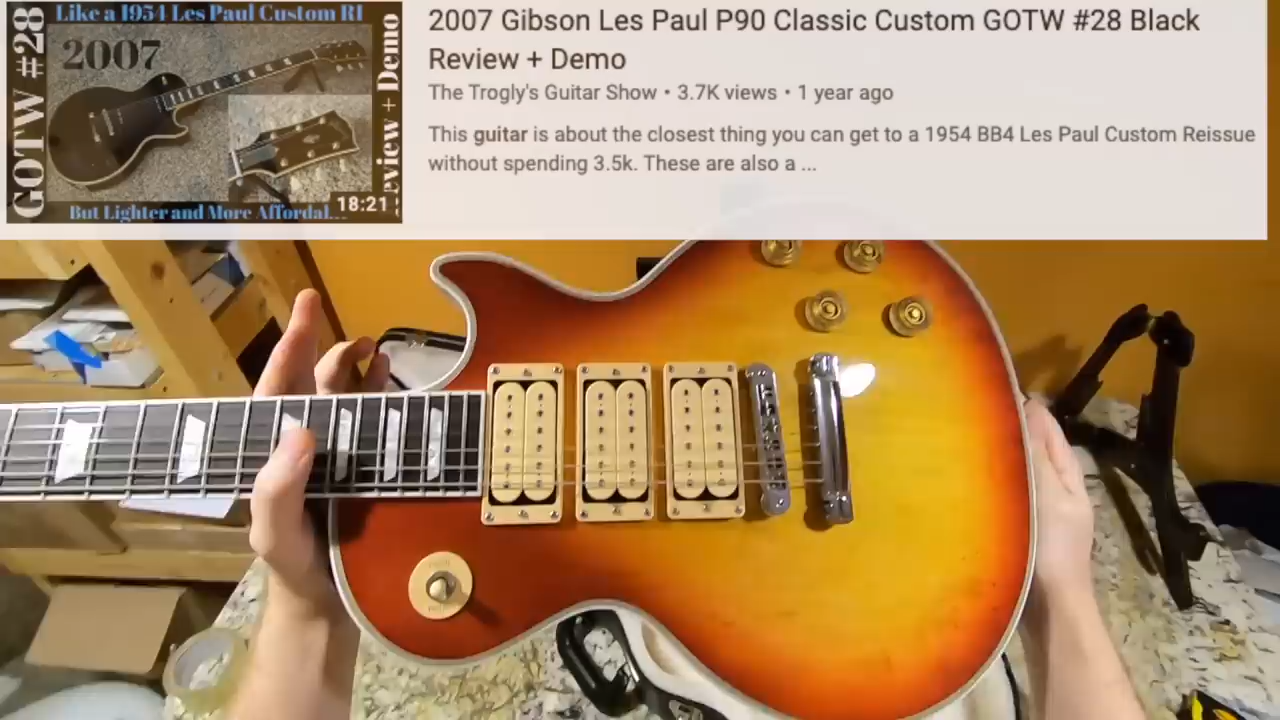 GOTW #28
Like a 1954 Les Paul Custom RI
2007
eview + Demo
18:21
But Lighter and More Affordal...
2007 Gibson Les Paul P90 Classic Custom GOTW #28 Black
Review + Demo
The Trogly's Guitar Show • 3.7K views • 1 year ago
This guitar is about the closest thing you can get to a 1954 BB4 Les Paul Custom Reissue
without spending 3.5k. These are also a ...